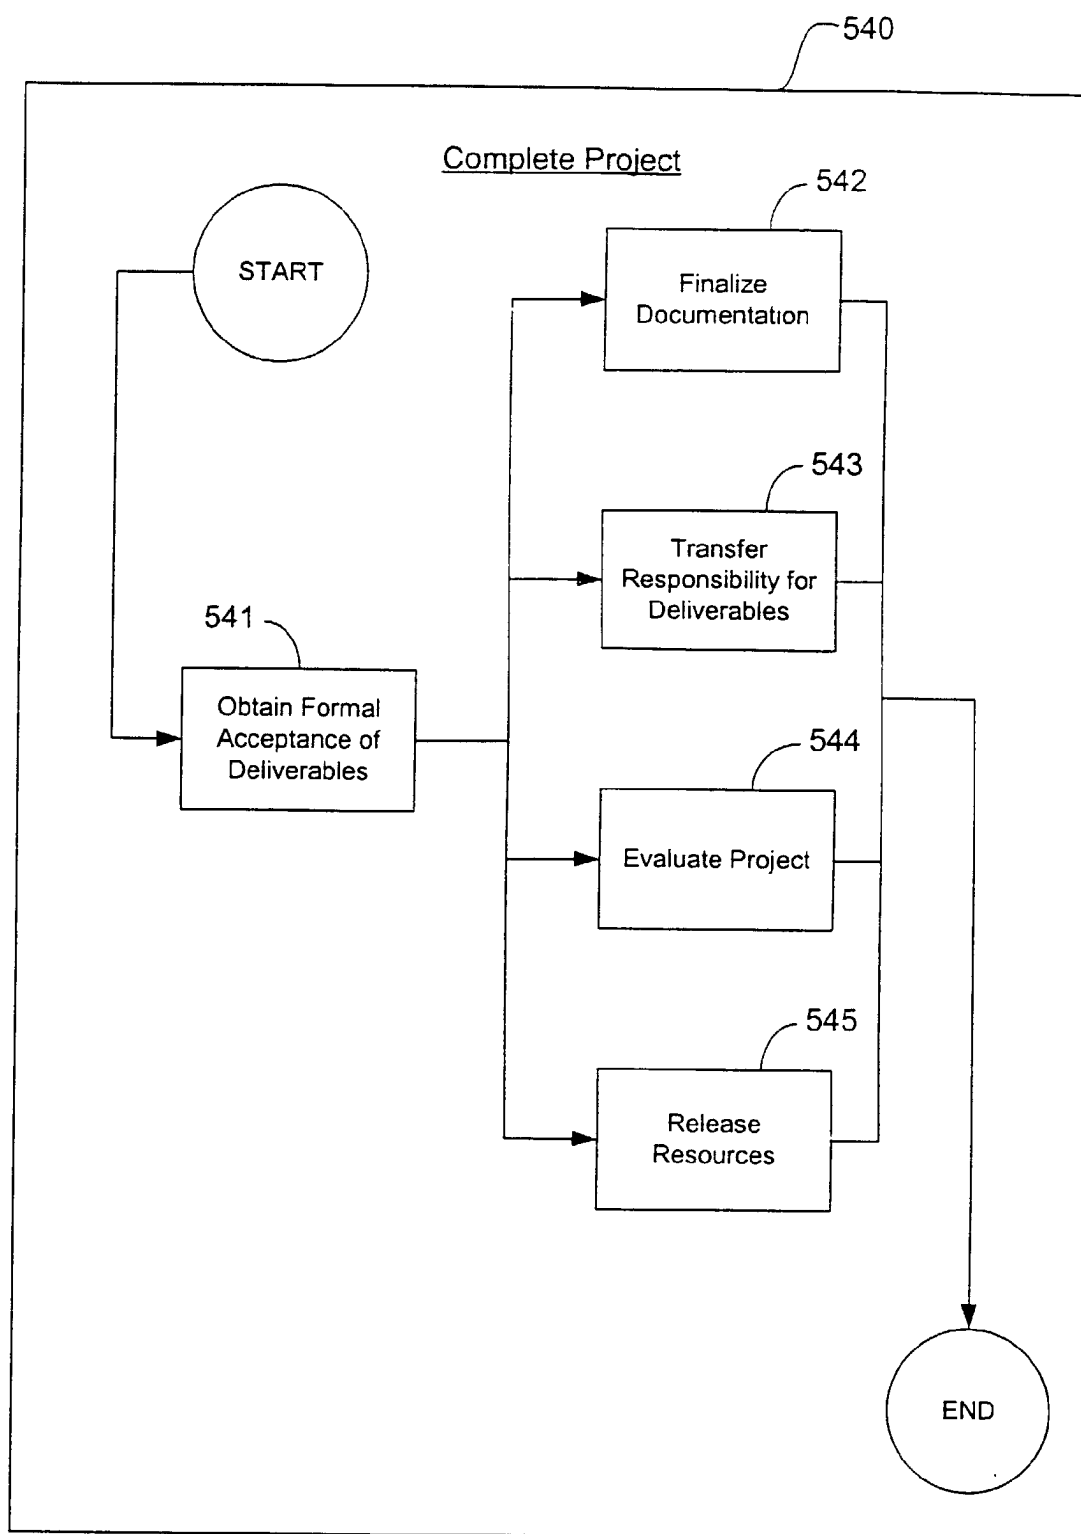 540
Complete Project
START
542
Finalize
Documentation
543
Transfer
Responsibility for
Deliverables
541
Obtain Formal
Acceptance of
Deliverables
544
Evaluate Project
545
Release
Resources
END